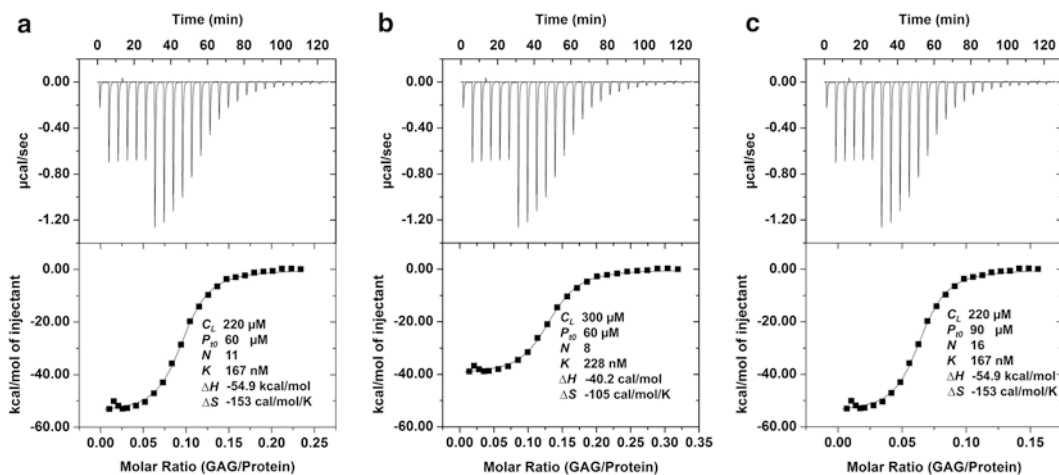 a
Time (min)
0 20 40 60 80 100 120
0.00
-0.40
-0.80
-1.20
µcal/sec
0.00
-20.00
-40.00
-60.00
kcal/mol of injectant
C_L 220 µM
P_t0 60 µM
N 11
K 167 nM
ΔH -54.9 kcal/mol
ΔS -153 cal/mol/K
0.00 0.05 0.10 0.15 0.20 0.25
Molar Ratio (GAG/Protein)
b
Time (min)
0 20 40 60 80 100 120
0.00
-0.40
-0.80
-1.20
µcal/sec
0.00
-20.00
-40.00
-60.00
kcal/mol of injectant
C_L 300 µM
P_t0 60 µM
N 8
K 228 nM
ΔH -40.2 cal/mol
ΔS -105 cal/mol/K
0.00 0.05 0.10 0.15 0.20 0.25 0.30 0.35
Molar Ratio (GAG/Protein)
c
Time (min)
0 20 40 60 80 100 120
0.00
-0.40
-0.80
-1.20
µcal/sec
0.00
-20.00
-40.00
-60.00
kcal/mol of injectant
C_L 220 µM
P_t0 90 µM
N 16
K 167 nM
ΔH -54.9 kcal/mol
ΔS -153 cal/mol/K
0.00 0.05 0.10 0.15
Molar Ratio (GAG/Protein)